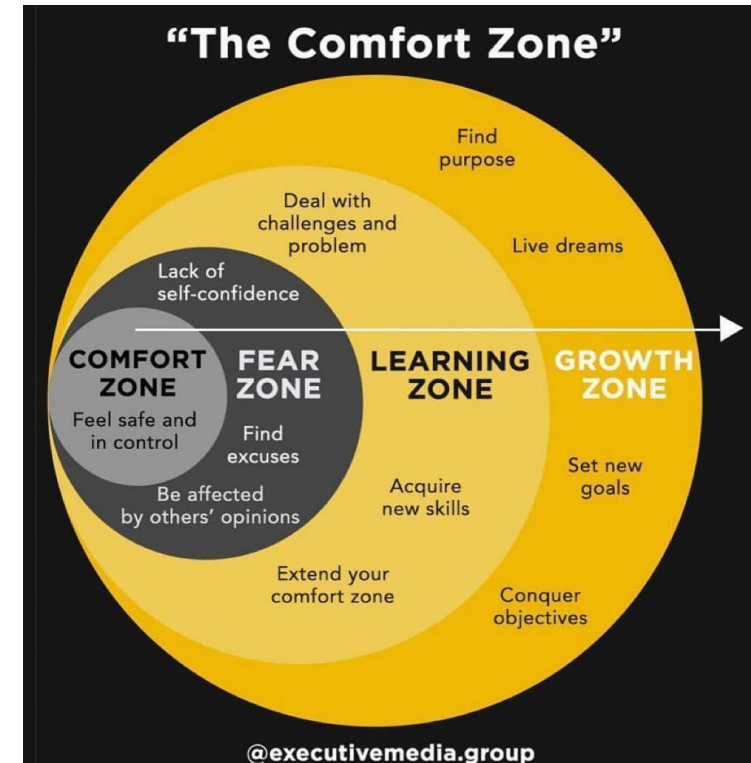 “The Comfort Zone”
Find
purpose
Deal with
challenges and
problem
Live dreams
Lack of
self-confidence
COMFORT
ZONE
Feel safe and
in control
FEAR
ZONE
LEARNING
ZONE
GROWTH
ZONE
Find
excuses
Set new
goals
Be affected
by others’ opinions
Acquire
new skills
Extend your
comfort zone
Conquer
objectives
@executivemedia.group